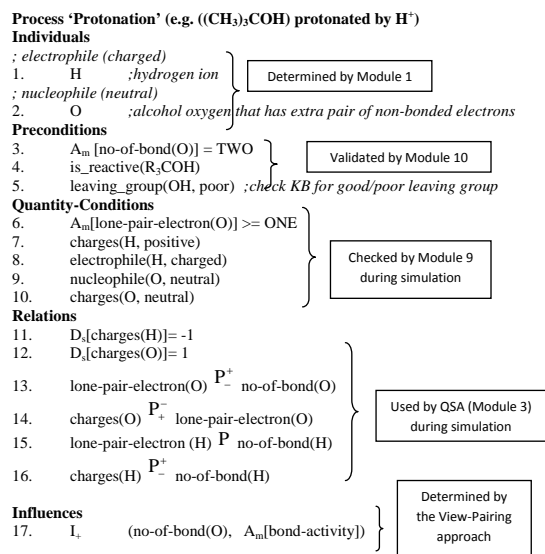 Process 'Protonation' (e.g. ((CH3)3COH) protonated by H+)
Individuals
; electrophile (charged)
1. H ;hydrogen ion
; nucleophile (neutral)
2. O ;alcohol oxygen that has extra pair of non-bonded electrons
Determined by Module 1
Preconditions
3. Am [no-of-bond(O)] = TWO
4. is_reactive(R3COH)
5. leaving_group(OH, poor) ;check KB for good/poor leaving group
Validated by Module 10
Quantity-Conditions
6. Am[lone-pair-electron(O)] >= ONE
7. charges(H, positive)
8. electrophile(H, charged)
9. nucleophile(O, neutral)
10. charges(O, neutral)
Checked by Module 9
during simulation
Relations
11. Ds[charges(H)]= -1
12. Ds[charges(O)]= 1
13. lone-pair-electron(O) P+− no-of-bond(O)
14. charges(O) P−+ lone-pair-electron(O)
15. lone-pair-electron (H) P no-of-bond(H)
16. charges(H) P+− no-of-bond(H)
Used by QSA (Module 3)
during simulation
Influences
17. I+ (no-of-bond(O), Am[bond-activity])
Determined by
the View-Pairing
approach